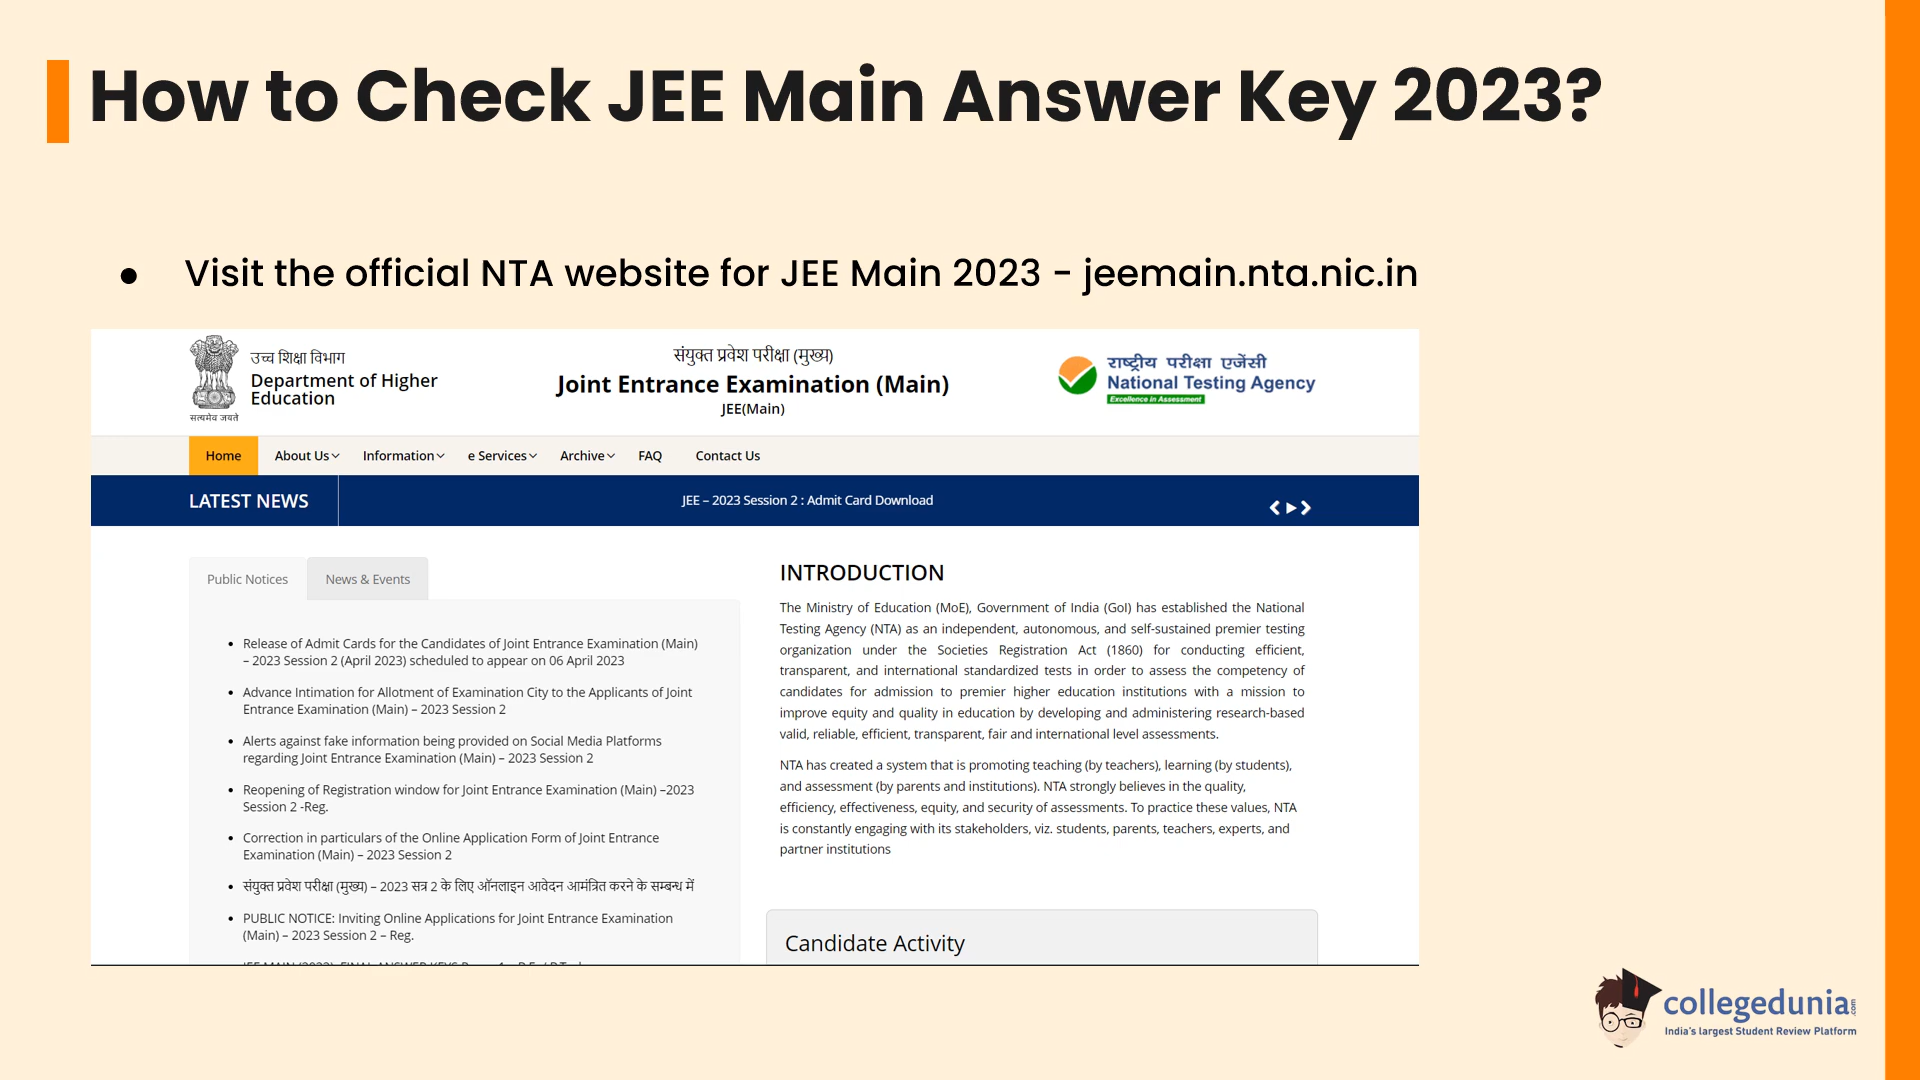 How to Check JEE Main Answer Key 2023?
● Visit the official NTA website for JEE Main 2023 - jeemain.nta.nic.in
सत्यमेव जयते
उच्च शिक्षा विभाग
Department of Higher
Education
संयुक्त प्रवेश परीक्षा (मुख्य)
Joint Entrance Examination (Main)
JEE(Main)
राष्ट्रीय परीक्षा एजेंसी
National Testing Agency
Excellence in Assessment
Home About Us Information e Services Archive FAQ Contact Us
LATEST NEWS
JEE – 2023 Session 2 : Admit Card Download
Public Notices News & Events
• Release of Admit Cards for the Candidates of Joint Entrance Examination (Main)
– 2023 Session 2 (April 2023) scheduled to appear on 06 April 2023
• Advance Intimation for Allotment of Examination City to the Applicants of Joint
Entrance Examination (Main) – 2023 Session 2
• Alerts against fake information being provided on Social Media Platforms
regarding Joint Entrance Examination (Main) – 2023 Session 2
• Reopening of Registration window for Joint Entrance Examination (Main) –2023
Session 2 -Reg.
• Correction in particulars of the Online Application Form of Joint Entrance
Examination (Main) – 2023 Session 2
• संयुक्त प्रवेश परीक्षा (मुख्य) – 2023 सत्र 2 के लिए ऑनलाइन आवेदन आमंत्रित करने के सम्बन्ध में
• PUBLIC NOTICE: Inviting Online Applications for Joint Entrance Examination
(Main) – 2023 Session 2 – Reg.
INTRODUCTION
The Ministry of Education (MoE), Government of India (GoI) has established the National
Testing Agency (NTA) as an independent, autonomous, and self-sustained premier testing
organization under the Societies Registration Act (1860) for conducting efficient,
transparent, and international standardized tests in order to assess the competency of
candidates for admission to premier higher education institutions with a mission to
improve equity and quality in education by developing and administering research-based
valid, reliable, efficient, transparent, fair and international level assessments.
NTA has created a system that is promoting teaching (by teachers), learning (by students),
and assessment (by parents and institutions). NTA strongly believes in the quality,
efficiency, effectiveness, equity, and security of assessments. To practice these values, NTA
is constantly engaging with its stakeholders, viz. students, parents, teachers, experts, and
partner institutions
Candidate Activity
collegedunia.com
India's largest Student Review Platform